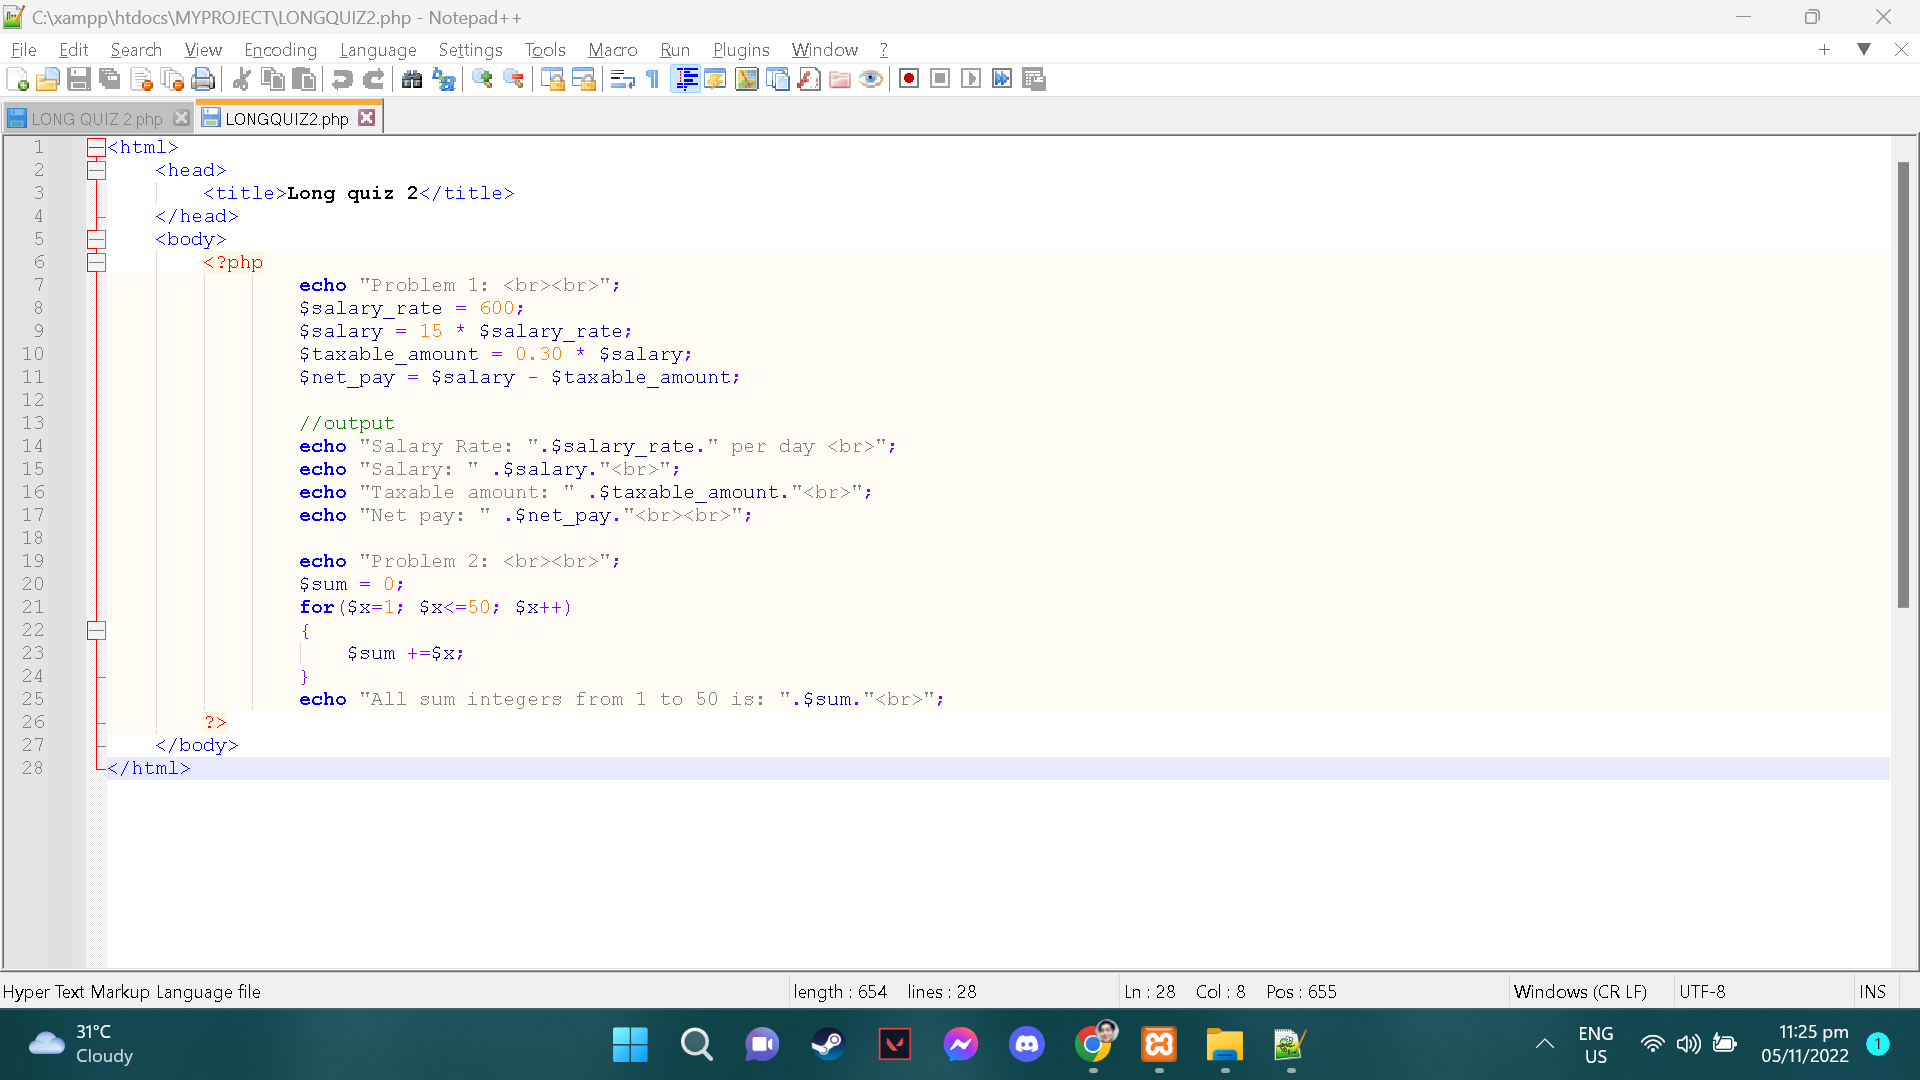 C:\xampp\htdocs\MYPROJECT\LONGQUIZ2.php - Notepad++
File Edit Search View Encoding Language Settings Tools Macro Run Plugins Window ?
LONG QUIZ 2.php LONGQUIZ2.php
1 <html>
2 <head>
3 <title>Long quiz 2</title>
4 </head>
5 <body>
6 <?php
7 echo "Problem 1: <br><br>";
8 $salary_rate = 600;
9 $salary = 15 * $salary_rate;
10 $taxable_amount = 0.30 * $salary;
11 $net_pay = $salary - $taxable_amount;
12
13 //output
14 echo "Salary Rate: ".$salary_rate." per day <br>";
15 echo "Salary: " .$salary."<br>";
16 echo "Taxable amount: " .$taxable_amount."<br>";
17 echo "Net pay: " .$net_pay."<br><br>";
18
19 echo "Problem 2: <br><br>";
20 $sum = 0;
21 for($x=1; $x<=50; $x++)
22 {
23 $sum +=$x;
24 }
25 echo "All sum integers from 1 to 50 is: ".$sum."<br>";
26 ?>
27 </body>
28 </html>
Hyper Text Markup Language file length : 654 lines : 28 Ln : 28 Col : 8 Pos : 655 Windows (CR LF) UTF-8 INS
31°C
Cloudy
ENG
US
11:25 pm
05/11/2022
1